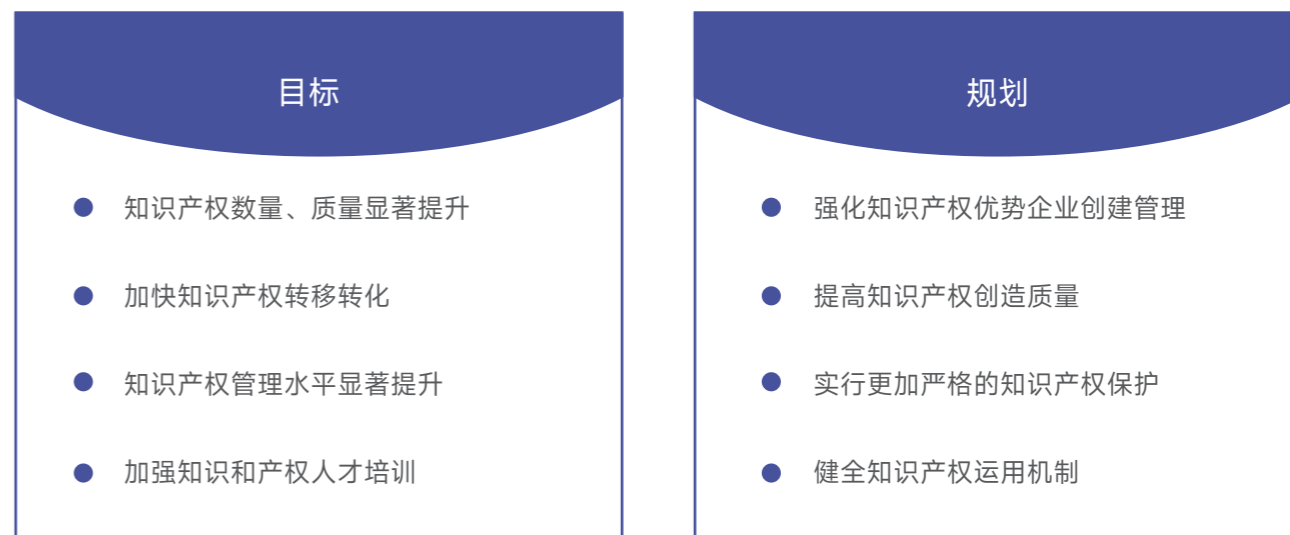 目标
知识产权数量、质量显著提升
加快知识产权转移转化
知识产权管理水平显著提升
加强知识和产权人才培训
规划
强化知识产权优势企业创建管理
提高知识产权创造质量
实行更加严格的知识产权保护
健全知识产权运用机制